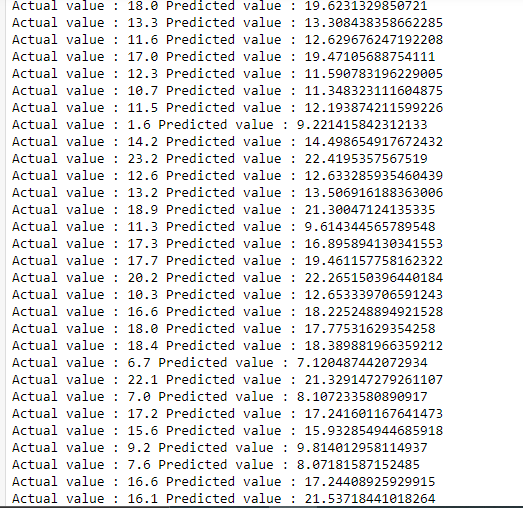 Actual value : 18.0 Predicted value : 19.6231329850721
Actual value : 13.3 Predicted value : 13.308438358662285
Actual value : 11.6 Predicted value : 12.629676247192208
Actual value : 17.0 Predicted value : 19.47105688754111
Actual value : 12.3 Predicted value : 11.590783196229005
Actual value : 10.7 Predicted value : 11.348323111604875
Actual value : 11.5 Predicted value : 12.193874211599226
Actual value : 1.6 Predicted value : 9.221415842312133
Actual value : 14.2 Predicted value : 14.498654917672432
Actual value : 23.2 Predicted value : 22.4195357567519
Actual value : 12.6 Predicted value : 12.633285935460439
Actual value : 13.2 Predicted value : 13.506916188363006
Actual value : 18.9 Predicted value : 21.30047124135335
Actual value : 11.3 Predicted value : 9.614344565789548
Actual value : 17.3 Predicted value : 16.895894130341553
Actual value : 17.7 Predicted value : 19.461157758162322
Actual value : 20.2 Predicted value : 22.265150396440184
Actual value : 10.3 Predicted value : 12.653339706591243
Actual value : 16.6 Predicted value : 18.225248894921528
Actual value : 18.0 Predicted value : 17.77531629354258
Actual value : 18.4 Predicted value : 18.389881966359212
Actual value : 6.7 Predicted value : 7.120487442072934
Actual value : 22.1 Predicted value : 21.329147279261107
Actual value : 7.0 Predicted value : 8.107233580890917
Actual value : 17.2 Predicted value : 17.241601167641473
Actual value : 15.6 Predicted value : 15.932854944685918
Actual value : 9.2 Predicted value : 9.814012958114937
Actual value : 7.6 Predicted value : 8.07181587152485
Actual value : 16.6 Predicted value : 17.24408925929915
Actual value : 16.1 Predicted value : 21.53718441018264